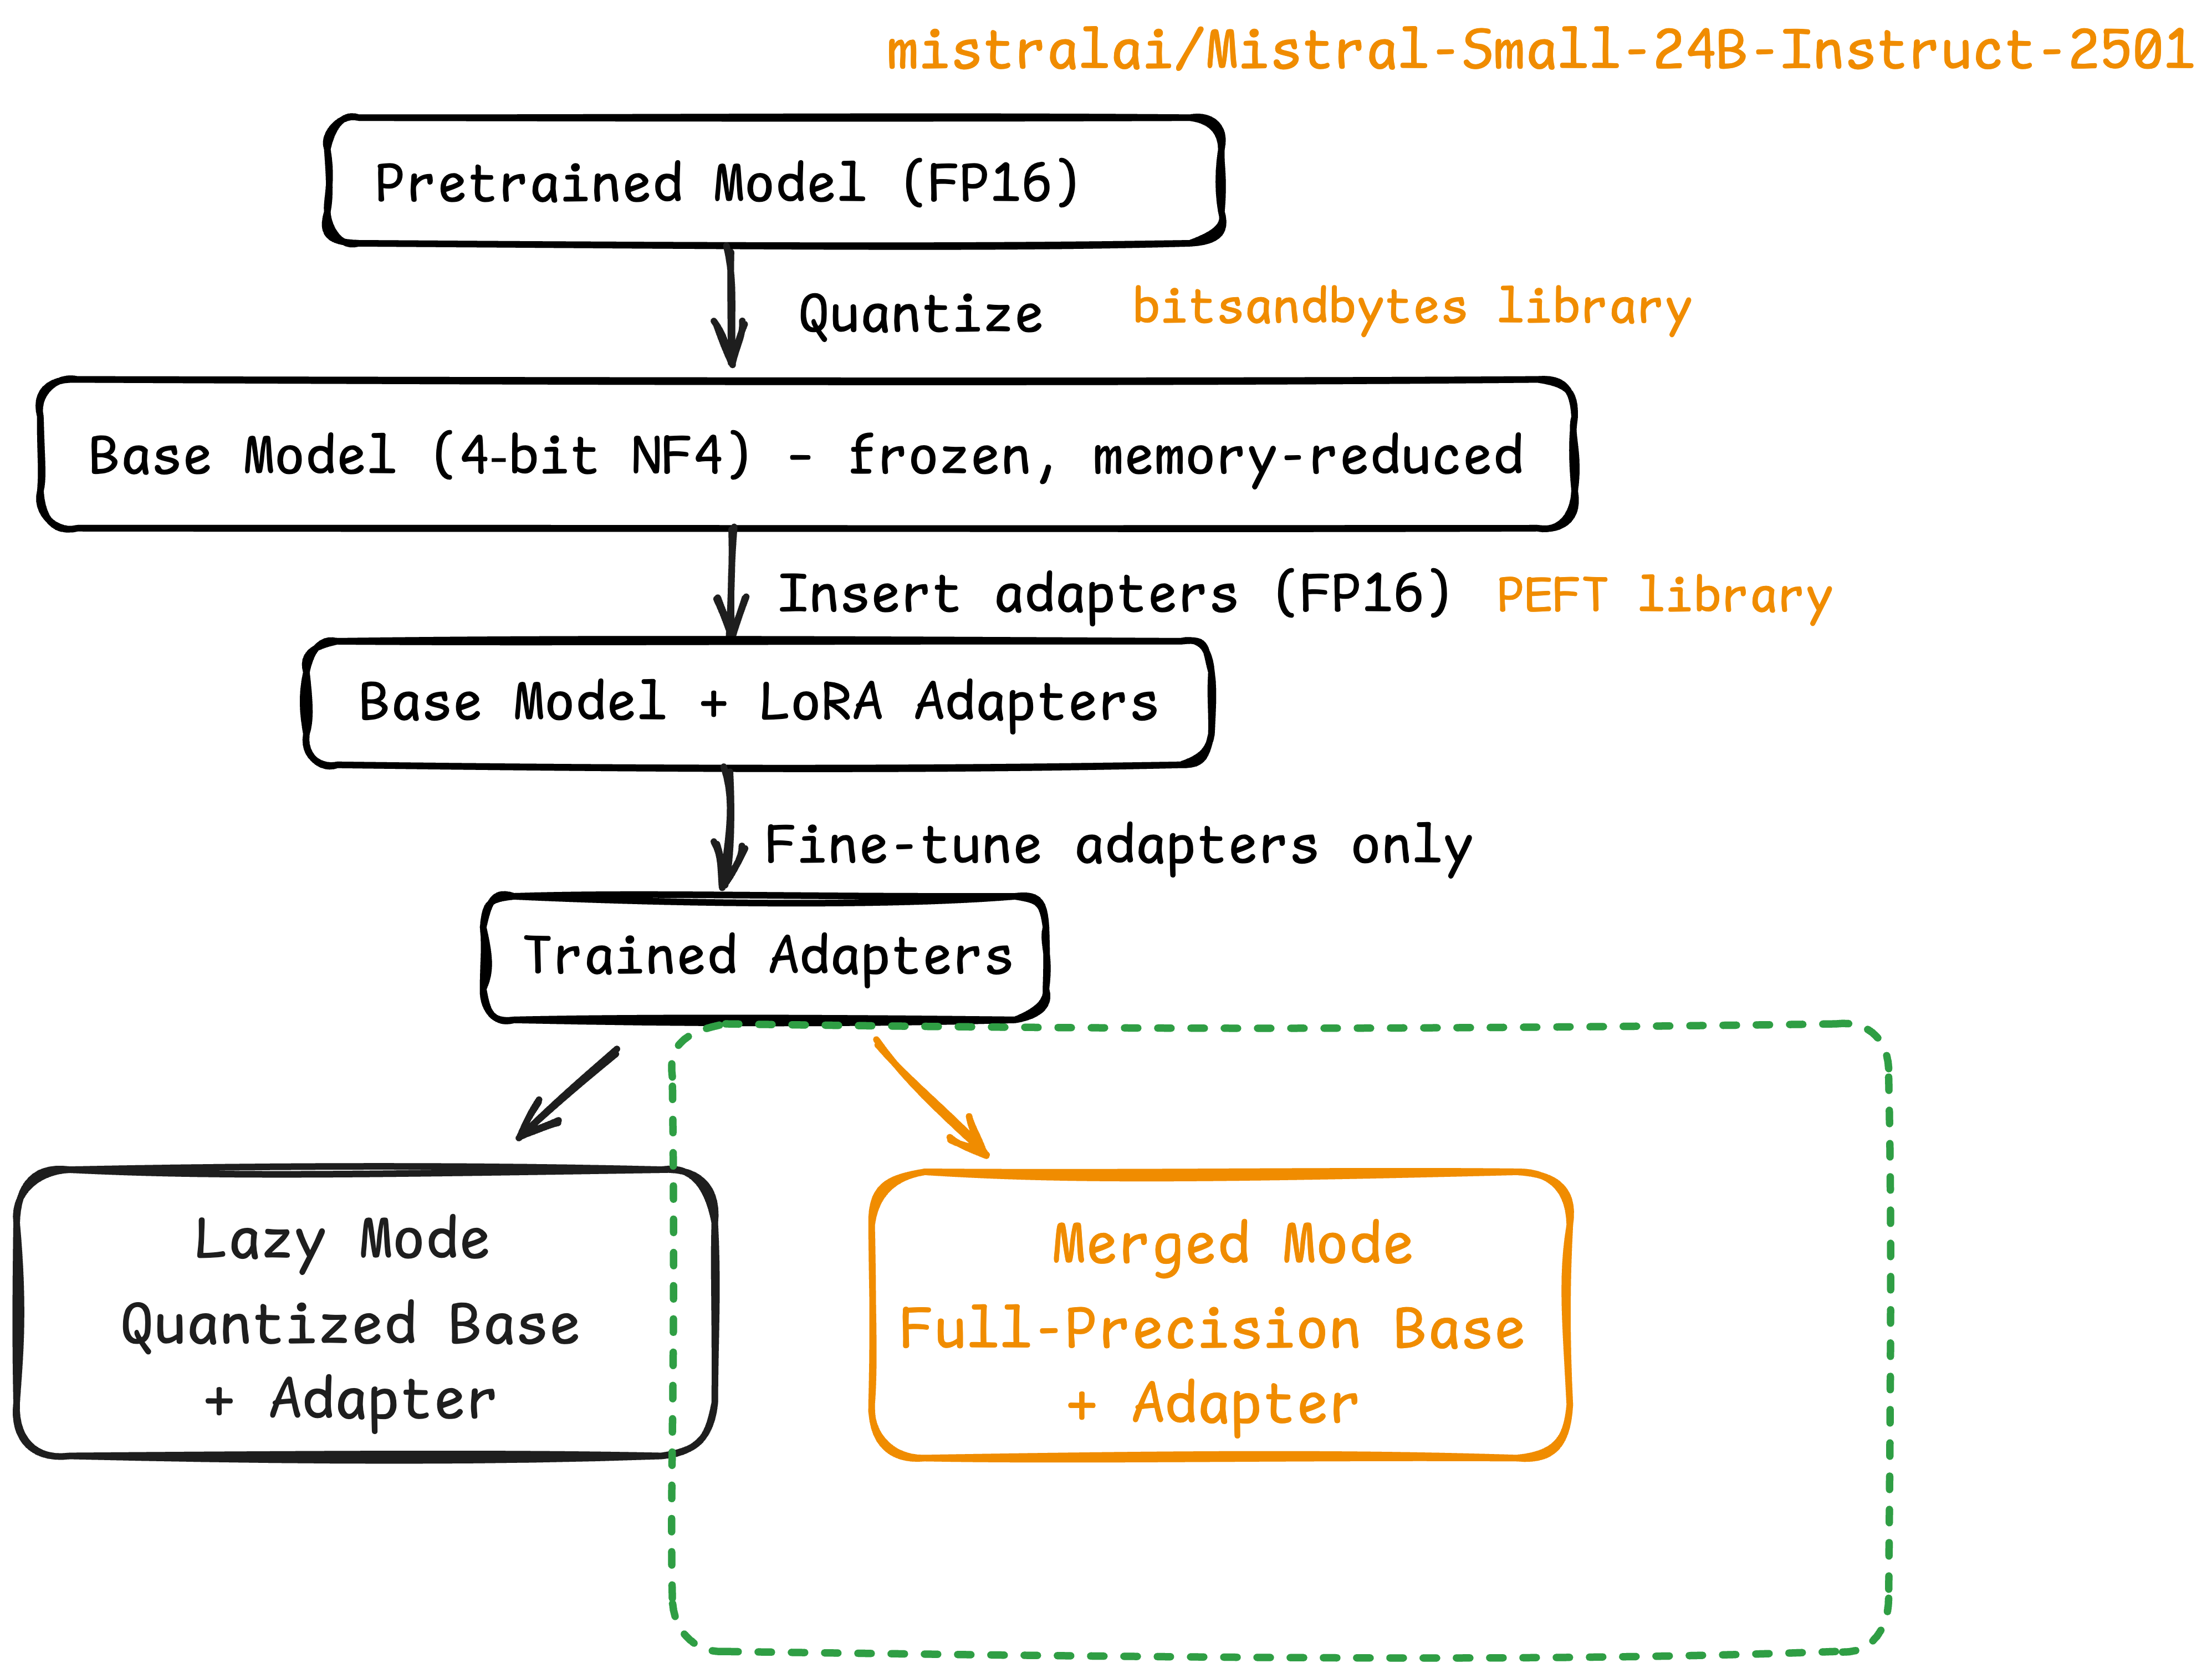 mistralai/Mistral-Small-24B-Instruct-2501
Pretrained Model (FP16)
Quantize
bitsandbytes library
Base Model (4-bit NF4) - frozen, memory-reduced
Insert adapters (FP16)
PEFT library
Base Model + LoRA Adapters
Fine-tune adapters only
Trained Adapters
Lazy Mode
Quantized Base
+ Adapter
Merged Mode
Full-Precision Base
+ Adapter